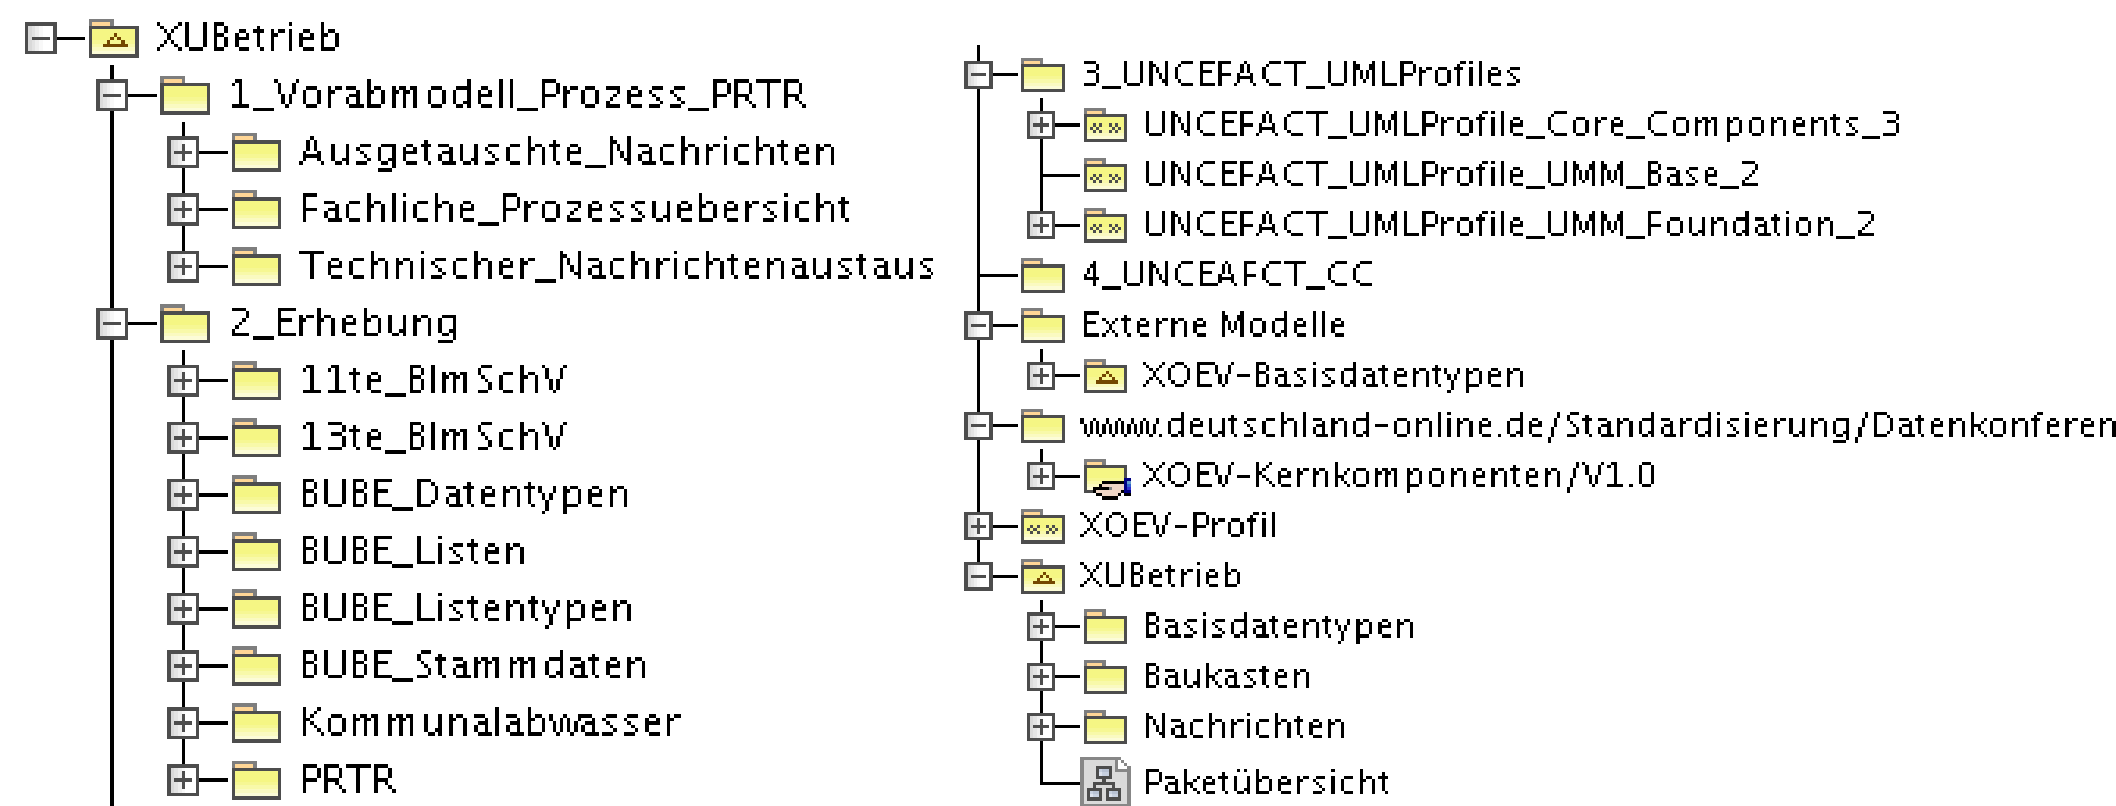 XUBetrieb
1_Vorabmodell_Prozess_PRTR
Ausgetauschte_Nachrichten
Fachliche_Prozessuebersicht
Technischer_Nachrichtenaustaus
2_Erhebung
11te_BImSchV
13te_BImSchV
BUBE_Datentypen
BUBE_Listen
BUBE_Listentypen
BUBE_Stammdaten
Kommunalabwasser
PRTR
3_UNCEFACT_UMLProfiles
UNCEFACT_UMLProfile_Core_Components_3
UNCEFACT_UMLProfile_UMM_Base_2
UNCEFACT_UMLProfile_UMM_Foundation_2
4_UNCEAFCT_CC
Externe Modelle
XOEV-Basisdatentypen
www.deutschland-online.de/Standardisierung/Datenkonferen
XOEV-Kernkomponenten/V1.0
XOEV-Profil
XUBetrieb
Basisdatentypen
Baukasten
Nachrichten
Paketübersicht